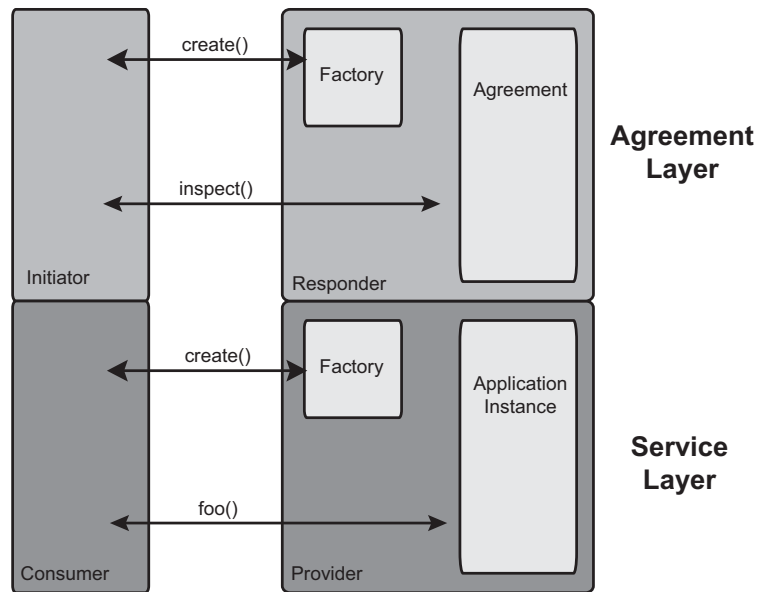 create()
Factory
Agreement
Agreement
Layer
inspect()
Initiator
Responder
create()
Factory
Application
Instance
Service
Layer
foo()
Consumer
Provider